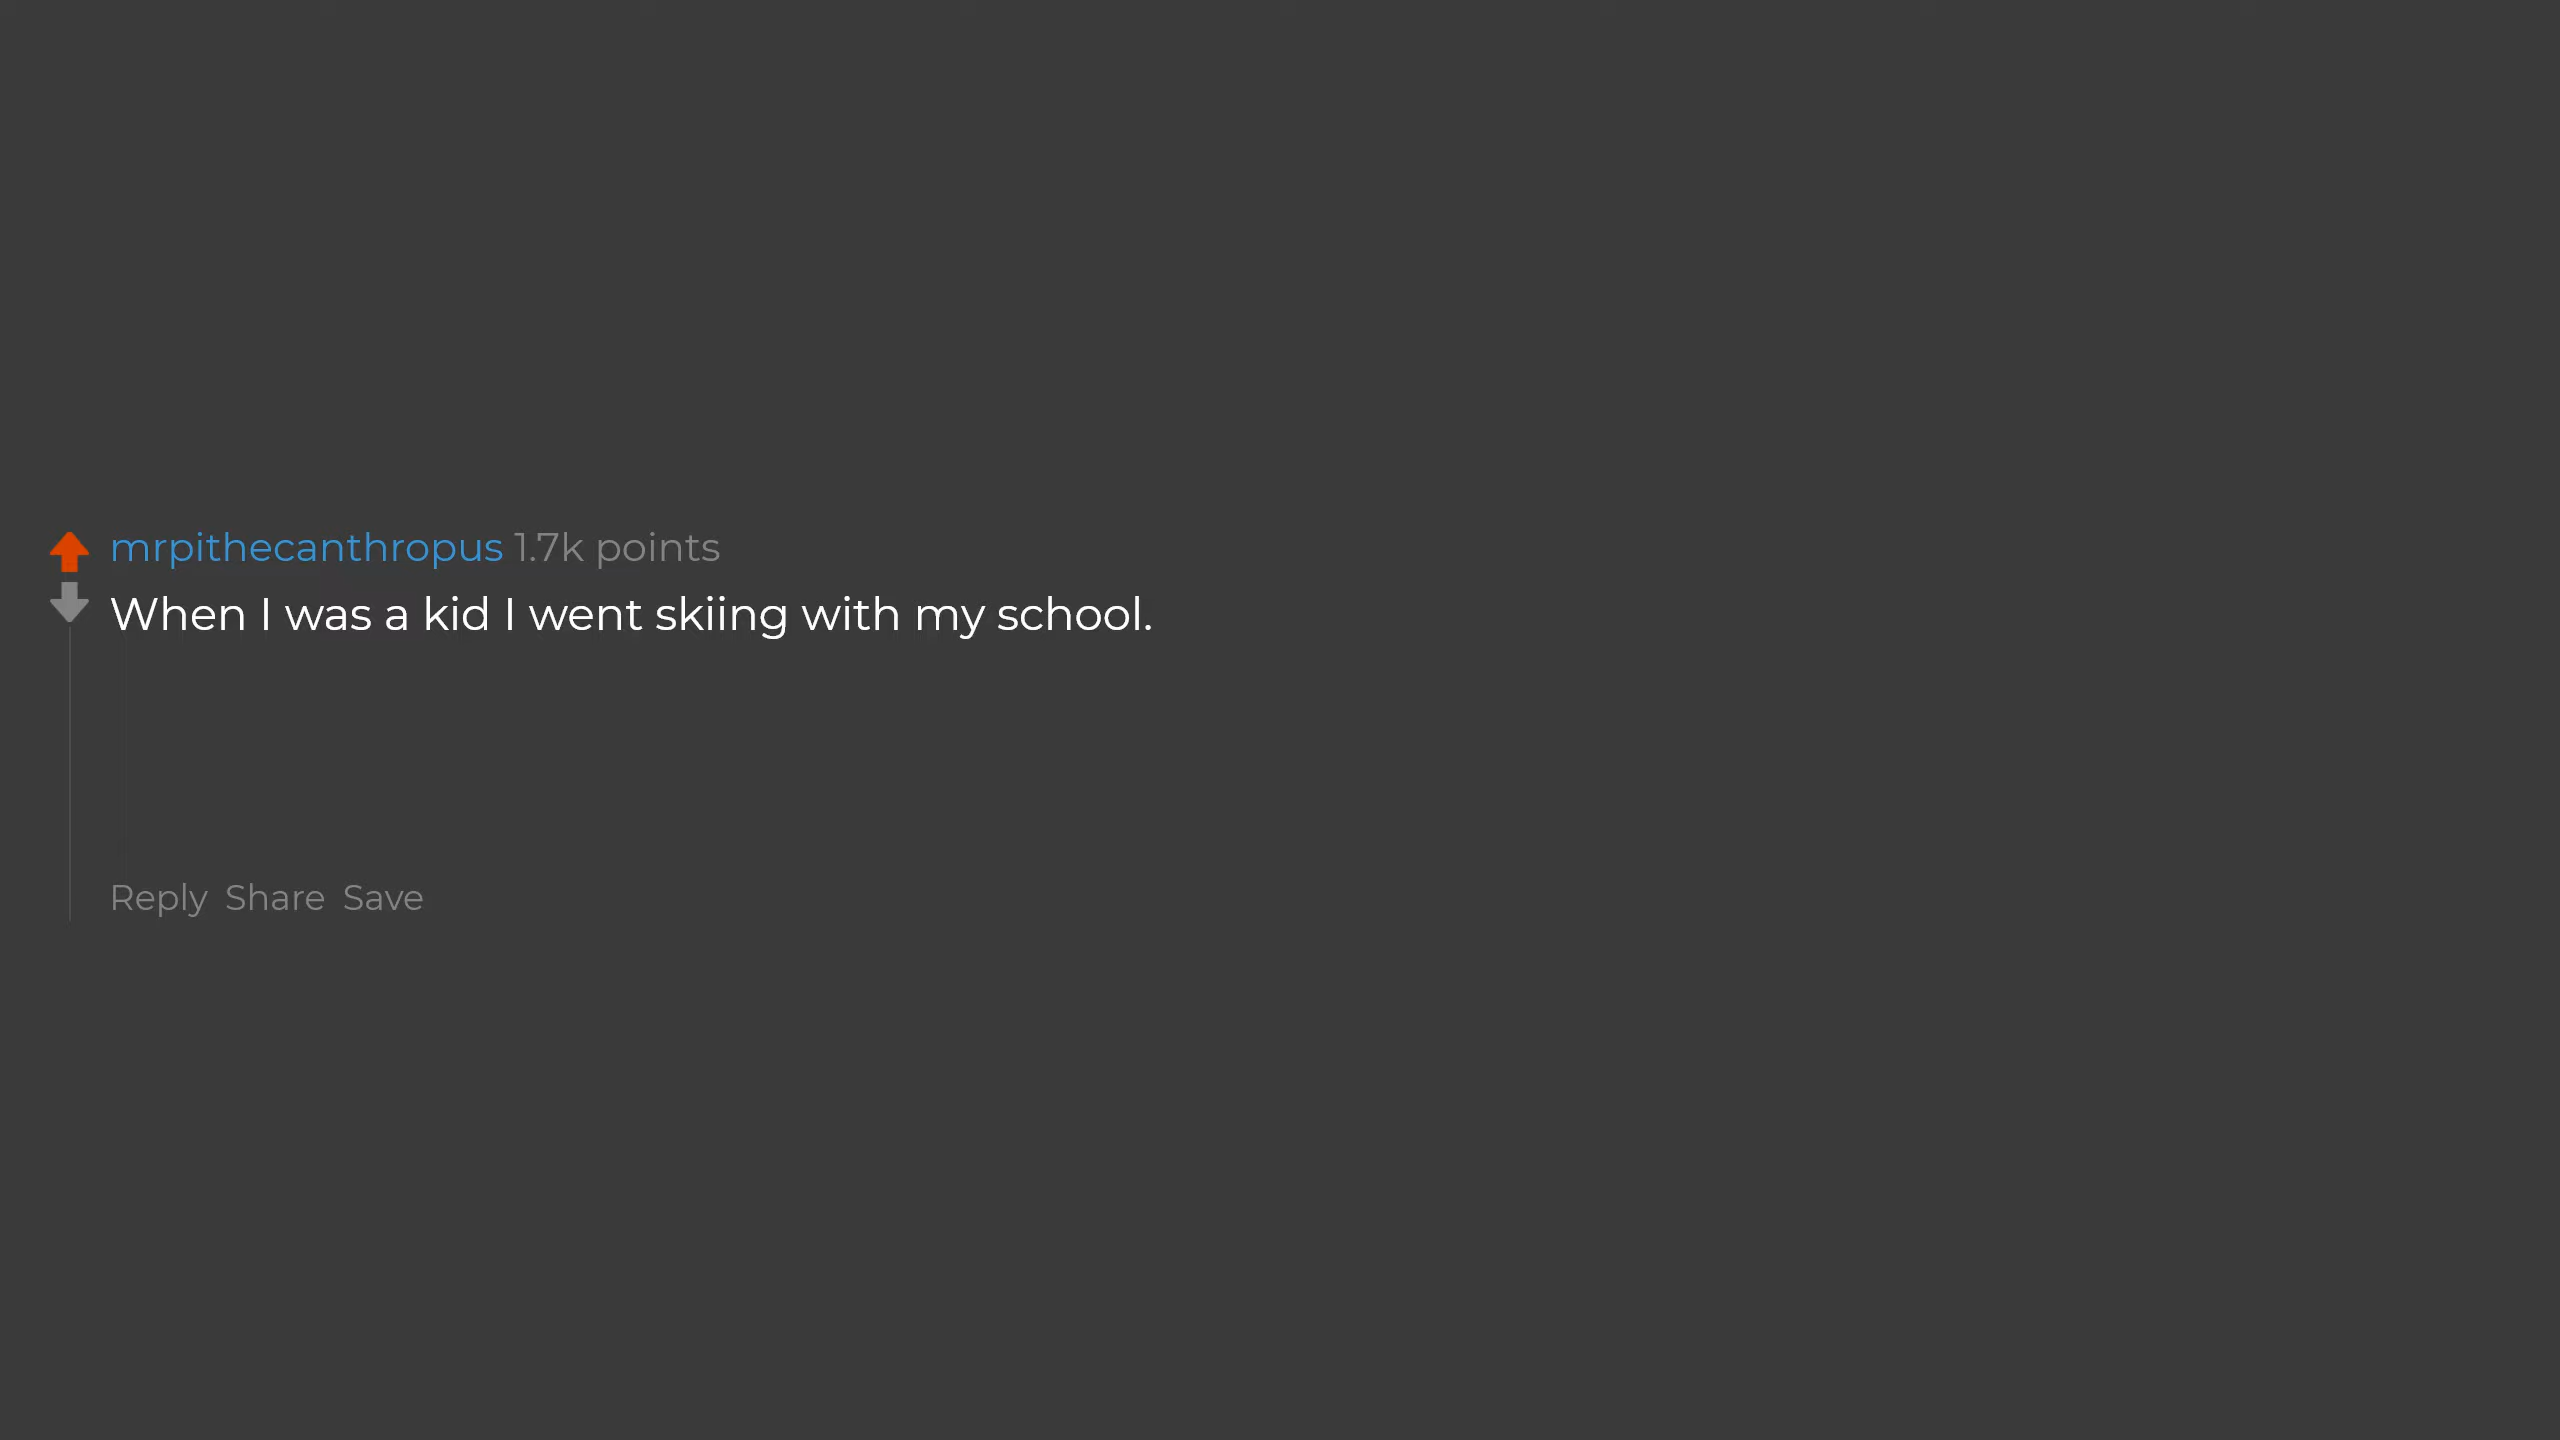 mrpithecanthropus 1.7k points
When I was a kid I went skiing with my school.
Reply Share Save